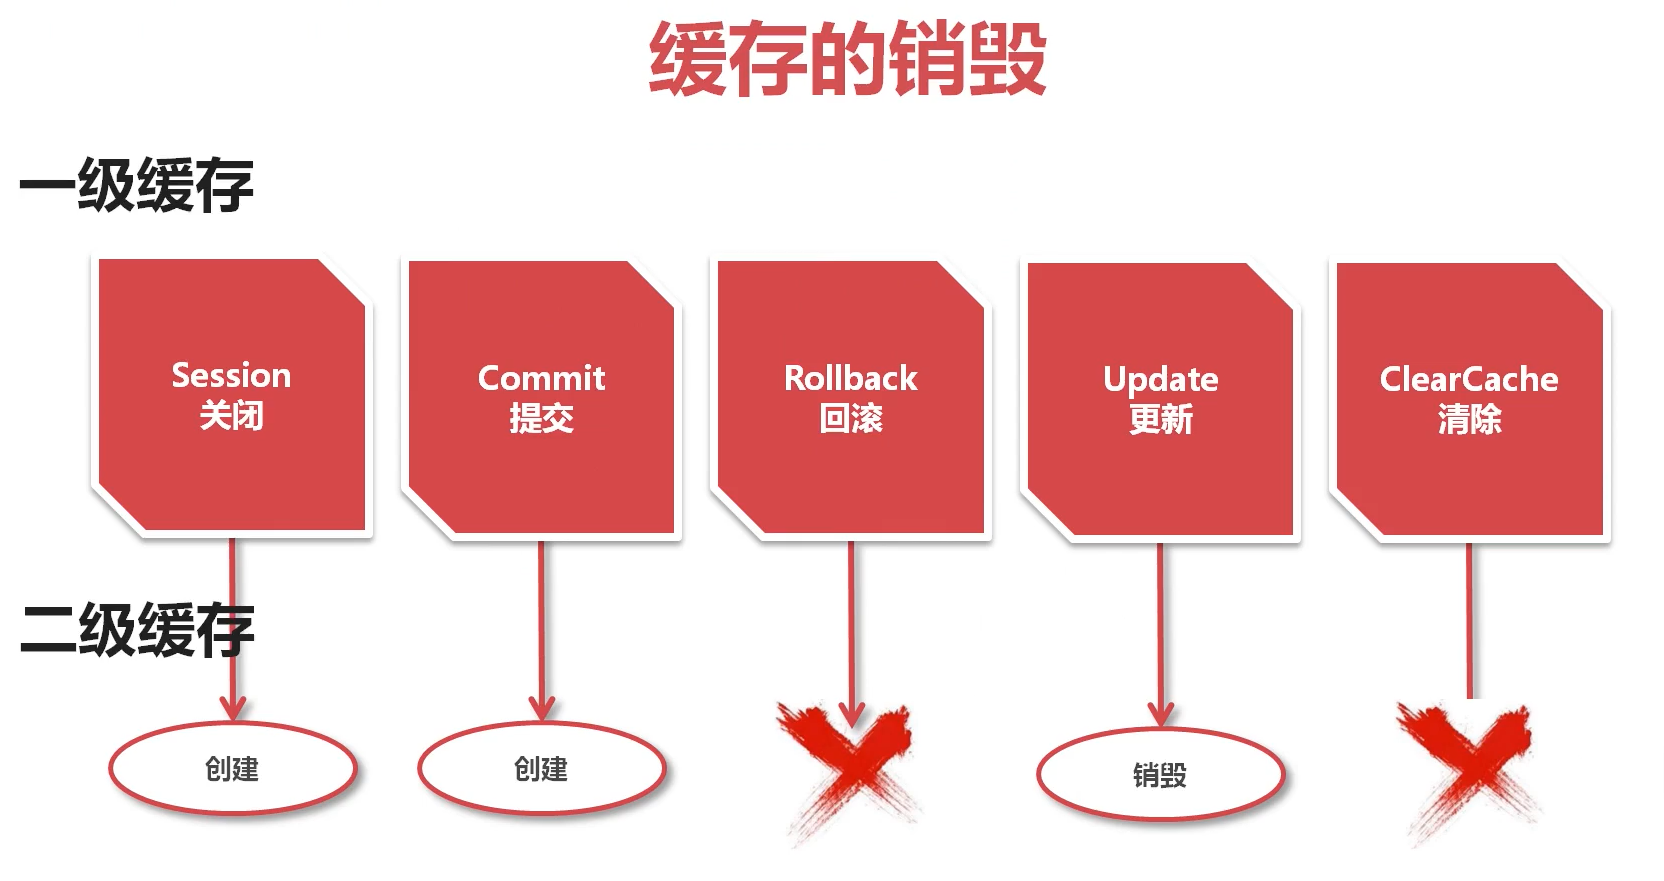 缓存的销毁
一级缓存
Session
关闭
Commit
提交
Rollback
回滚
Update
更新
ClearCache
清除
二级缓存
创建
创建
销毁